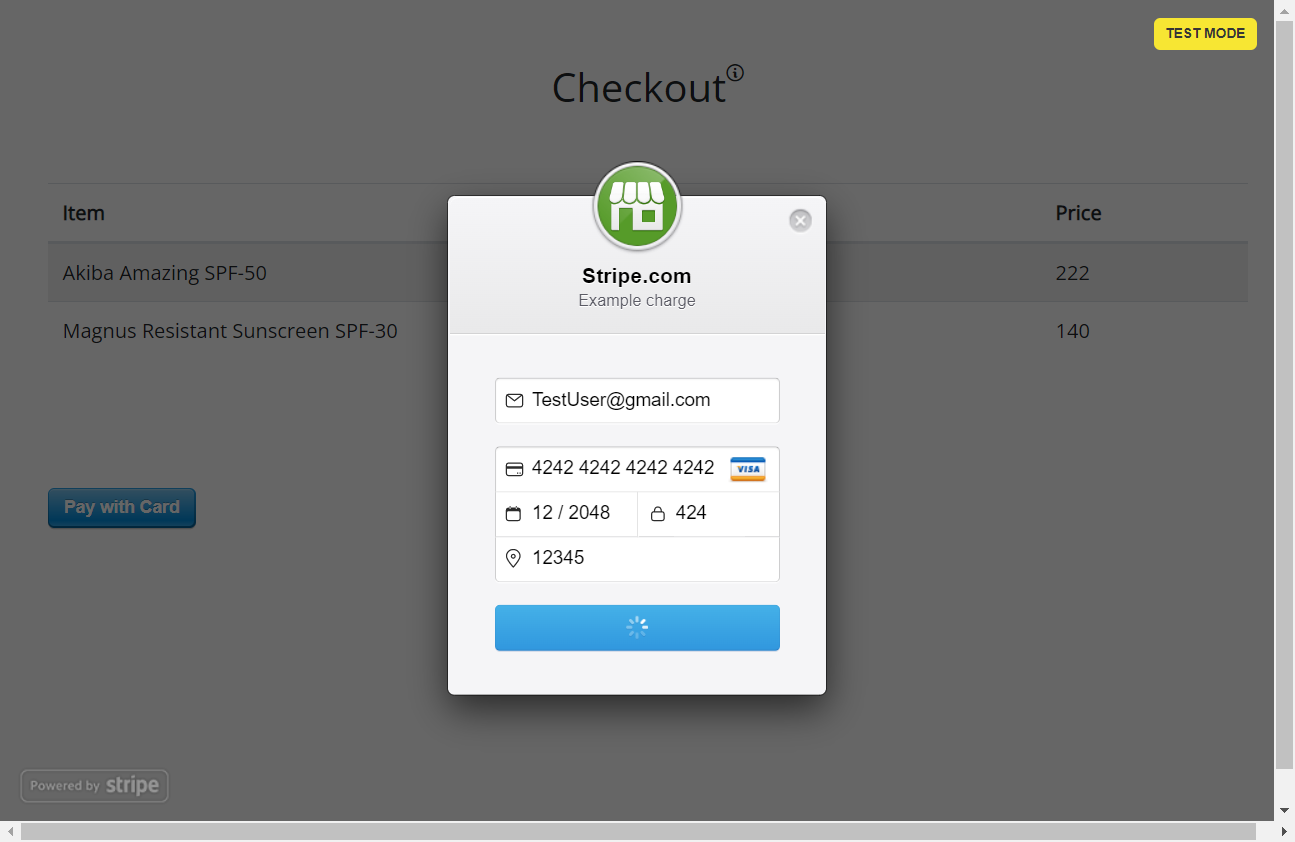 TEST MODE
Checkout
Item Price
Akiba Amazing SPF-50 222
Magnus Resistant Sunscreen SPF-30 140
Pay with Card
Stripe.com
Example charge
TestUser@gmail.com
4242 4242 4242 4242 VISA
12 / 2048 424
12345
Powered by stripe